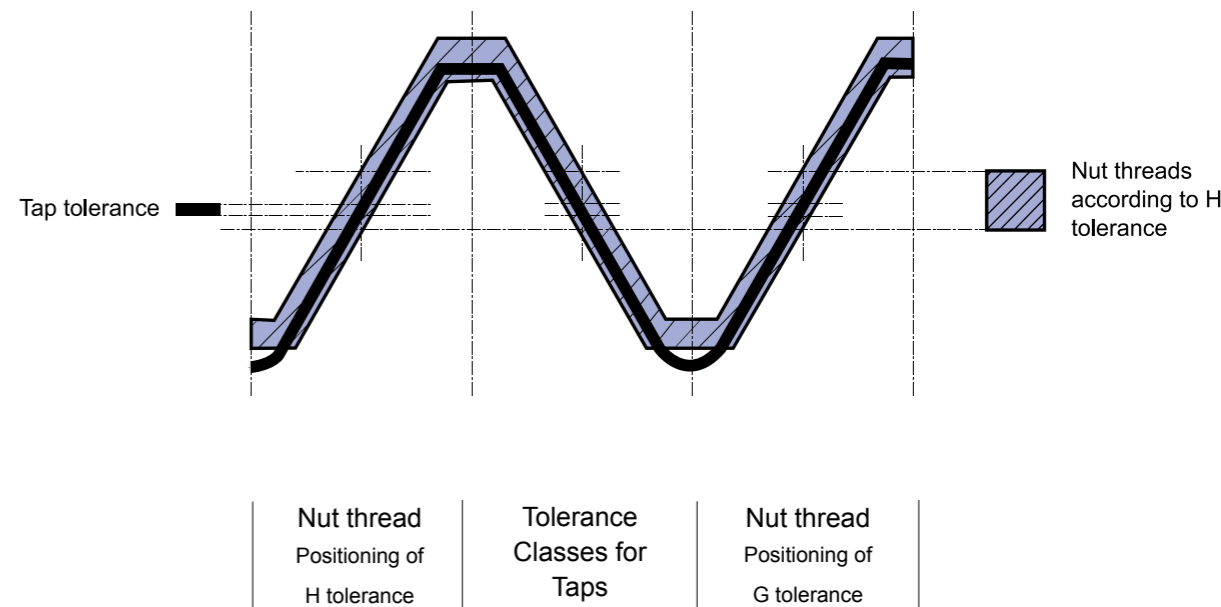 Tap tolerance
Nut threads
according to H
tolerance
Nut thread
Positioning of
H tolerance
Tolerance
Classes for
Taps
Nut thread
Positioning of
G tolerance